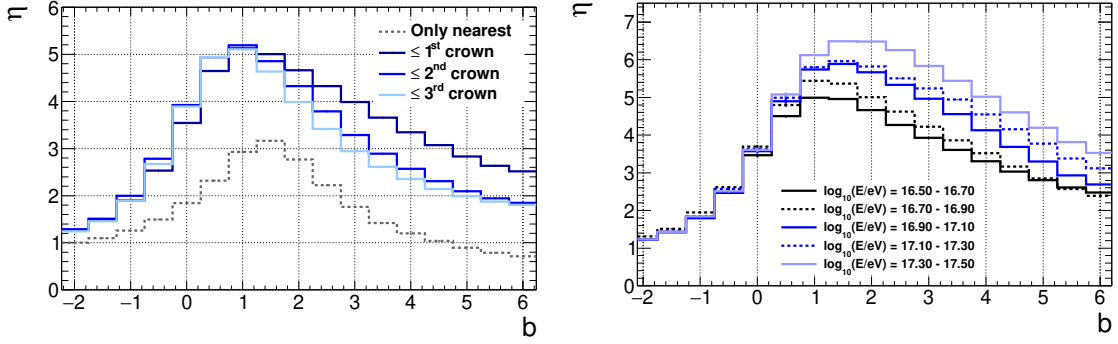 η
6
5
4
3
2
1
0
−2 −1 0 1 2 3 4 5 6
b
Only nearest
≤ 1st crown
≤ 2nd crown
≤ 3rd crown
η
7
6
5
4
3
2
1
0
−2 −1 0 1 2 3 4 5 6
b
log10(E/eV) = 16.50 - 16.70
log10(E/eV) = 16.70 - 16.90
log10(E/eV) = 16.90 - 17.10
log10(E/eV) = 17.10 - 17.30
log10(E/eV) = 17.30 - 17.50